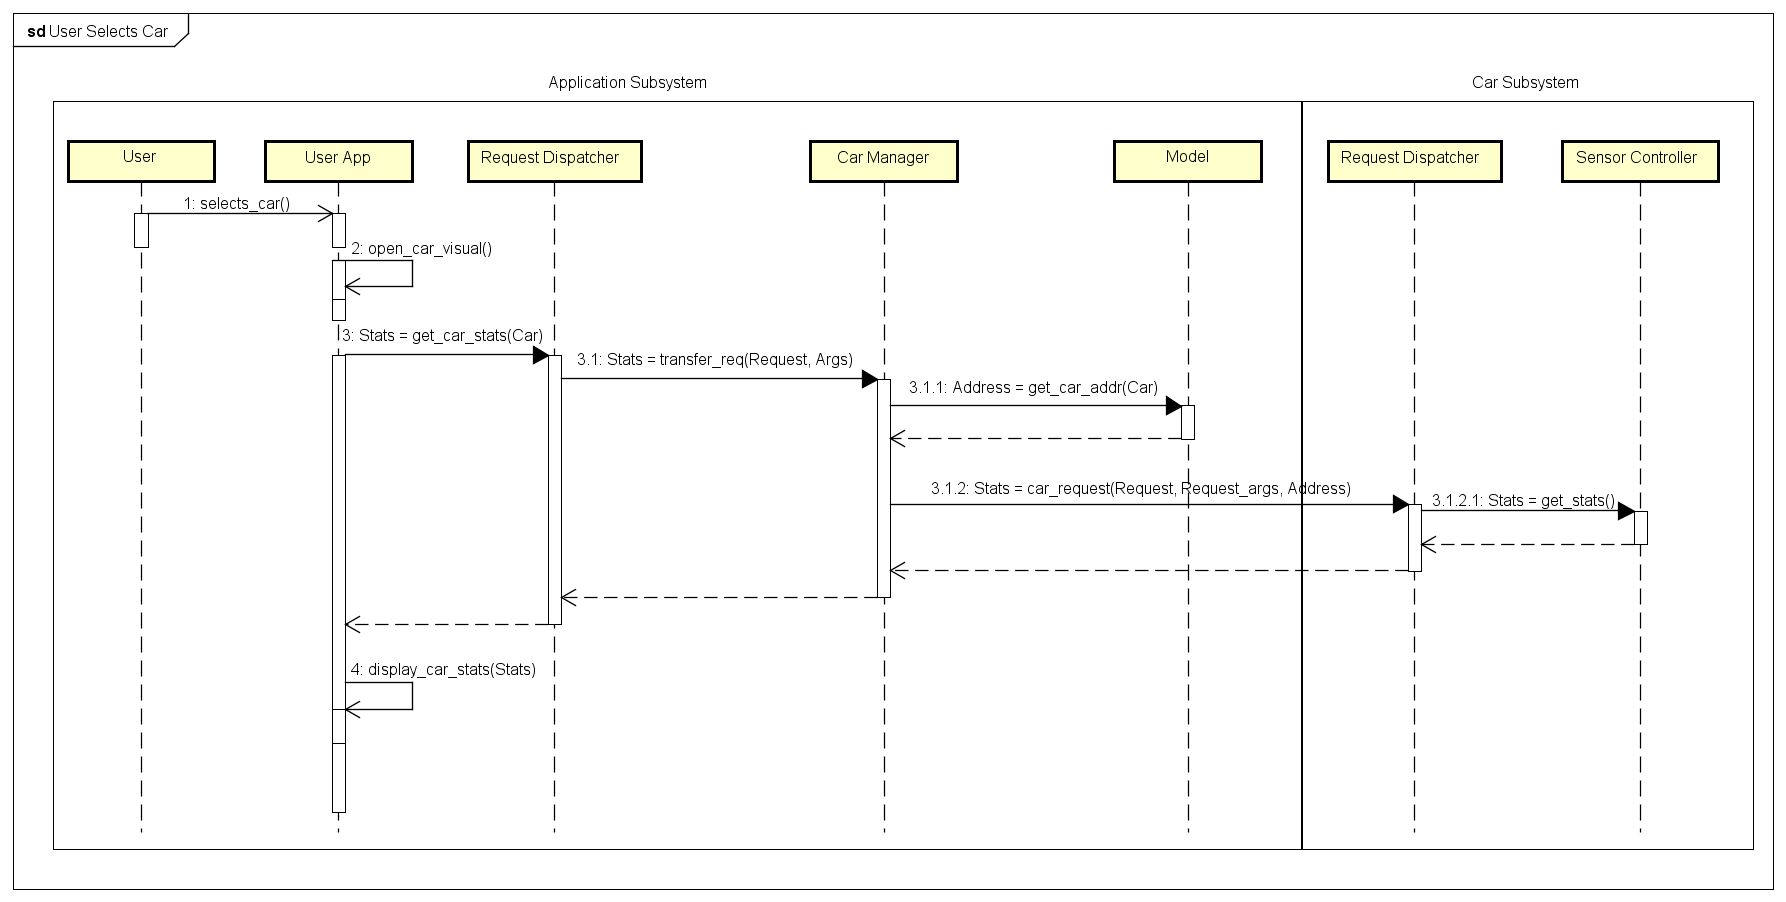 sd User Selects Car
Application Subsystem
Car Subsystem
User
User App
Request Dispatcher
Car Manager
Model
Request Dispatcher
Sensor Controller
1: selects_car()
2: open_car_visual()
3: Stats = get_car_stats(Car)
3.1: Stats = transfer_req(Request, Args)
3.1.1: Address = get_car_addr(Car)
3.1.2: Stats = car_request(Request, Request_args, Address)
3.1.2.1: Stats = get_stats()
4: display_car_stats(Stats)